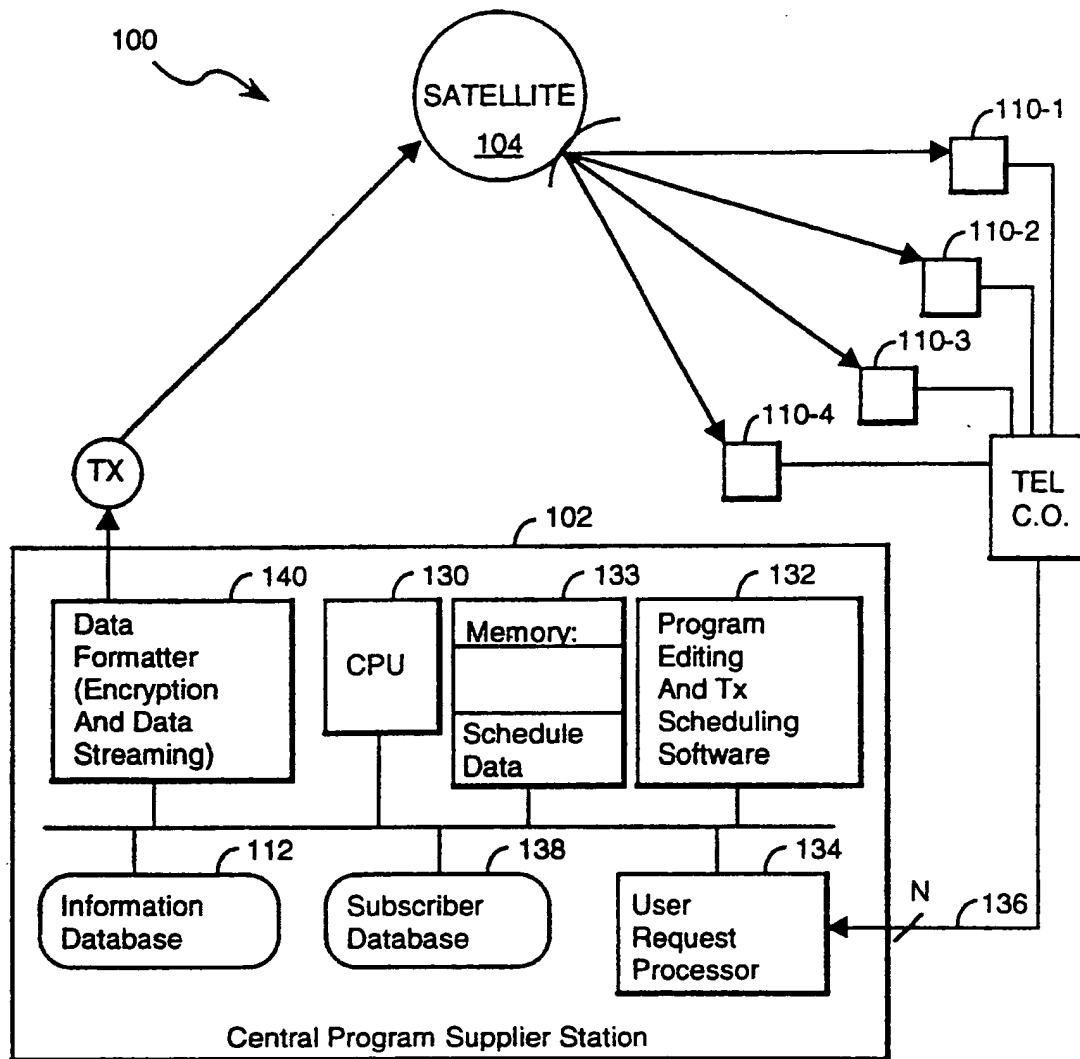 100
SATELLITE
104
110-1
110-2
110-3
110-4
TX
TEL
C.O.
102
140
130
133
132
Data
Formatter
(Encryption
And Data
Streaming)
CPU
Memory:
Schedule
Data
Program
Editing
And Tx
Scheduling
Software
112
138
134
Information
Database
Subscriber
Database
User
Request
Processor
N
136
Central Program Supplier Station